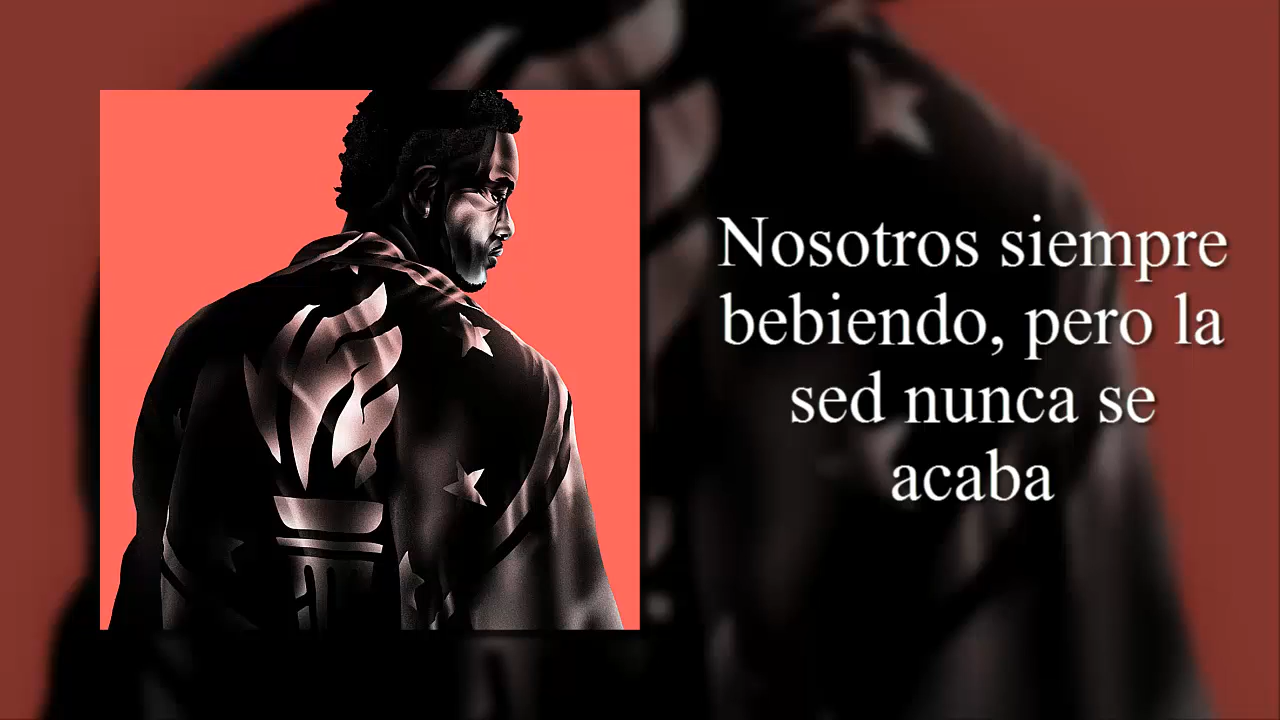 Nosotros siempre
bebiendo, pero la
sed nunca se
acaba